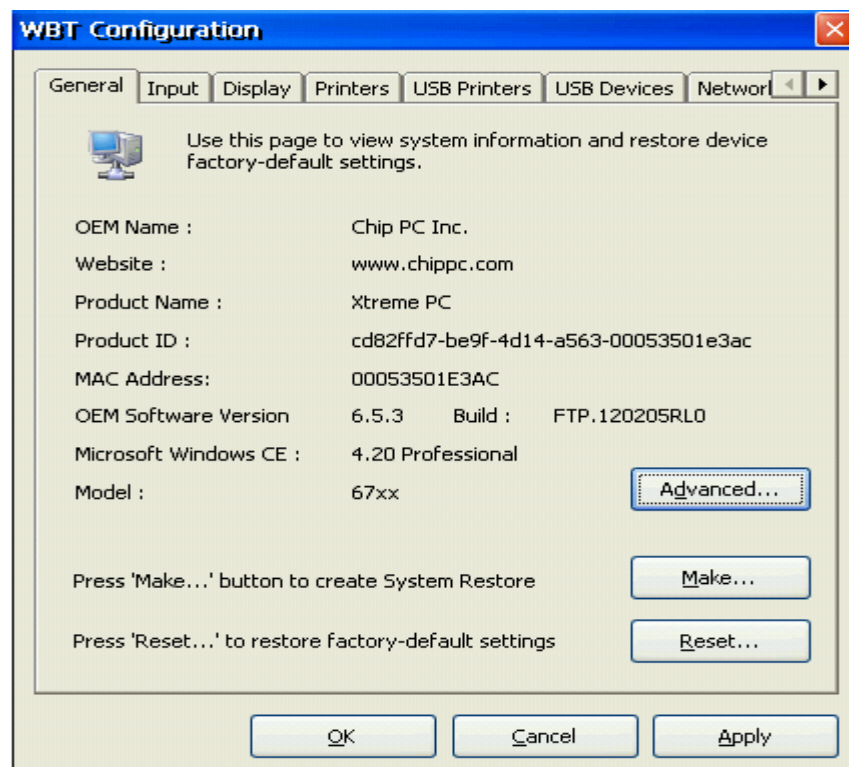 WBT Configuration
General Input Display Printers USB Printers USB Devices Networ
Use this page to view system information and restore device
factory-default settings.
OEM Name : Chip PC Inc.
Website : www.chippc.com
Product Name : Xtreme PC
Product ID : cd82ffd7-be9f-4d14-a563-00053501e3ac
MAC Address: 00053501E3AC
OEM Software Version 6.5.3 Build : FTP.120205RL0
Microsoft Windows CE : 4.20 Professional
Model : 67xx Advanced...
Press 'Make...' button to create System Restore Make...
Press 'Reset...' to restore factory-default settings Reset...
OK Cancel Apply